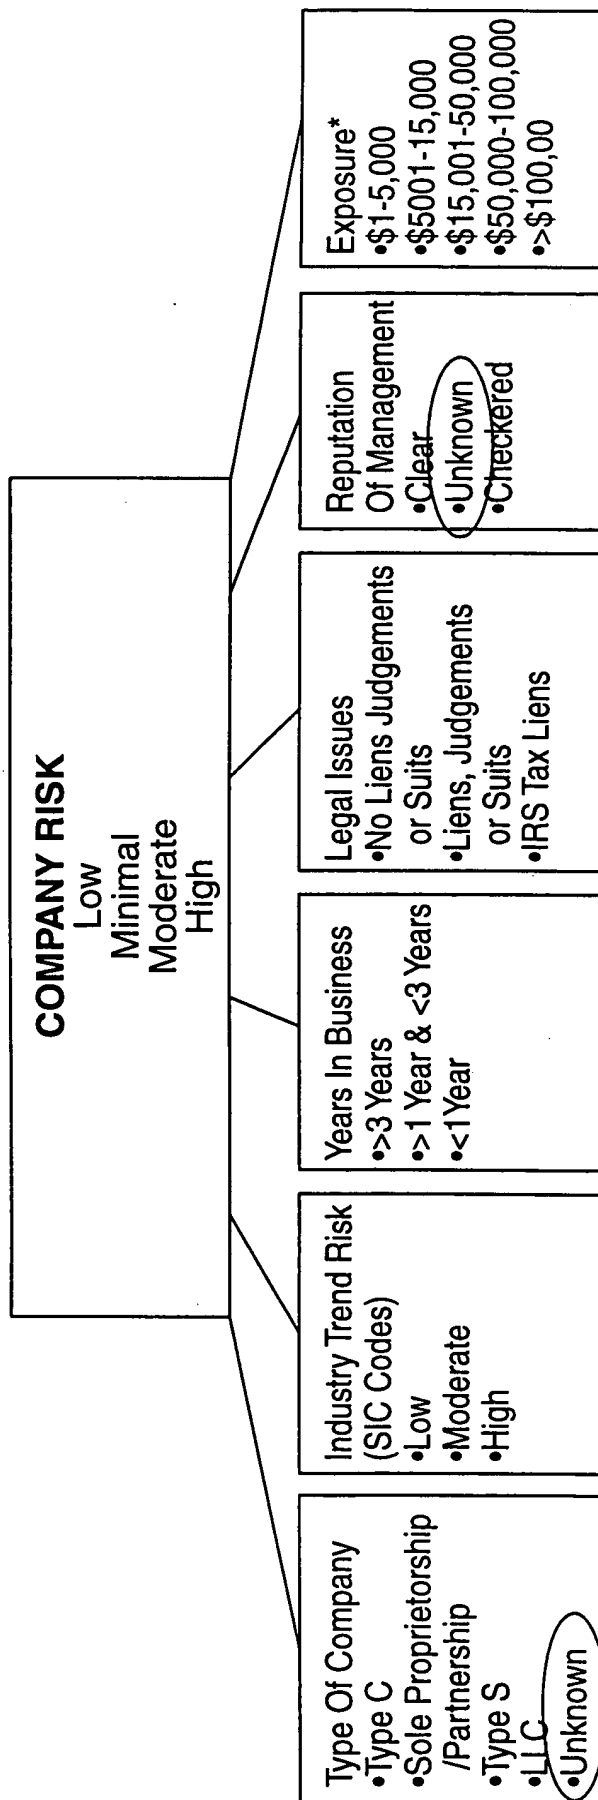 COMPANY RISK
Low
Minimal
Moderate
High
Type Of Company
•Type C
•Sole Proprietorship
/Partnership
•Type S
•LLC
•Unknown
Industry Trend Risk
(SIC Codes)
•Low
•Moderate
•High
Years In Business
•>3 Years
•>1 Year & <3 Years
•<1Year
Legal Issues
•No Liens Judgements
or Suits
•Liens, Judgements
or Suits
•IRS Tax Liens
Reputation
Of Management
•Clear
•Unknown
•Checkered
Exposure*
•$1-5,000
•$5001-15,000
•$15,001-50,000
•$50,000-100,000
•>$100,00